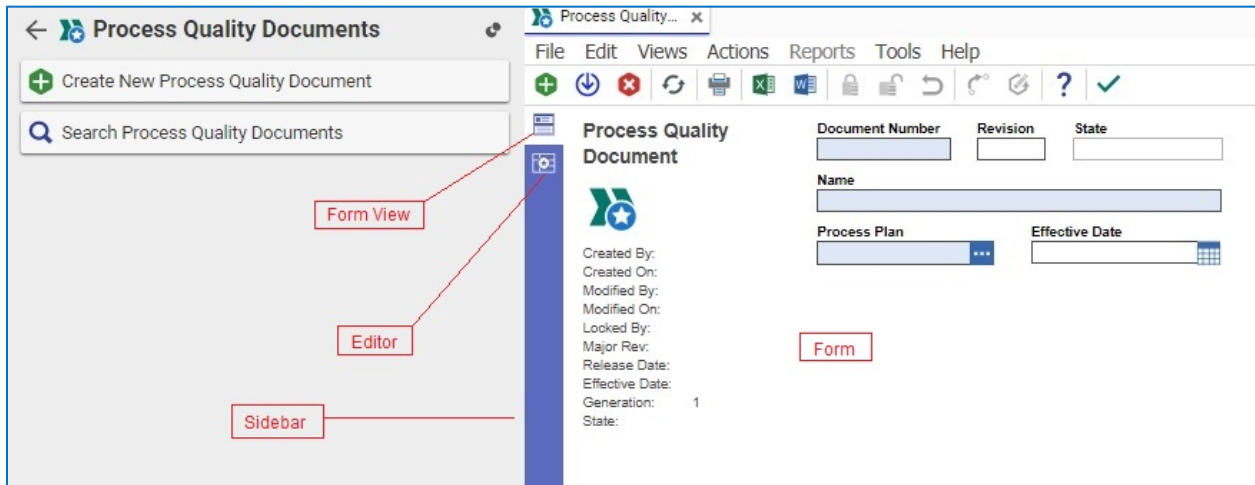 Process Quality Documents
Create New Process Quality Document
Search Process Quality Documents
Form View
Editor
Sidebar
Process Quality...
File Edit Views Actions Reports Tools Help
Process Quality
Document
Created By:
Created On:
Modified By:
Modified On:
Locked By:
Major Rev:
Release Date:
Effective Date:
Generation: 1
State:
Document Number Revision State
Name
Process Plan Effective Date
Form